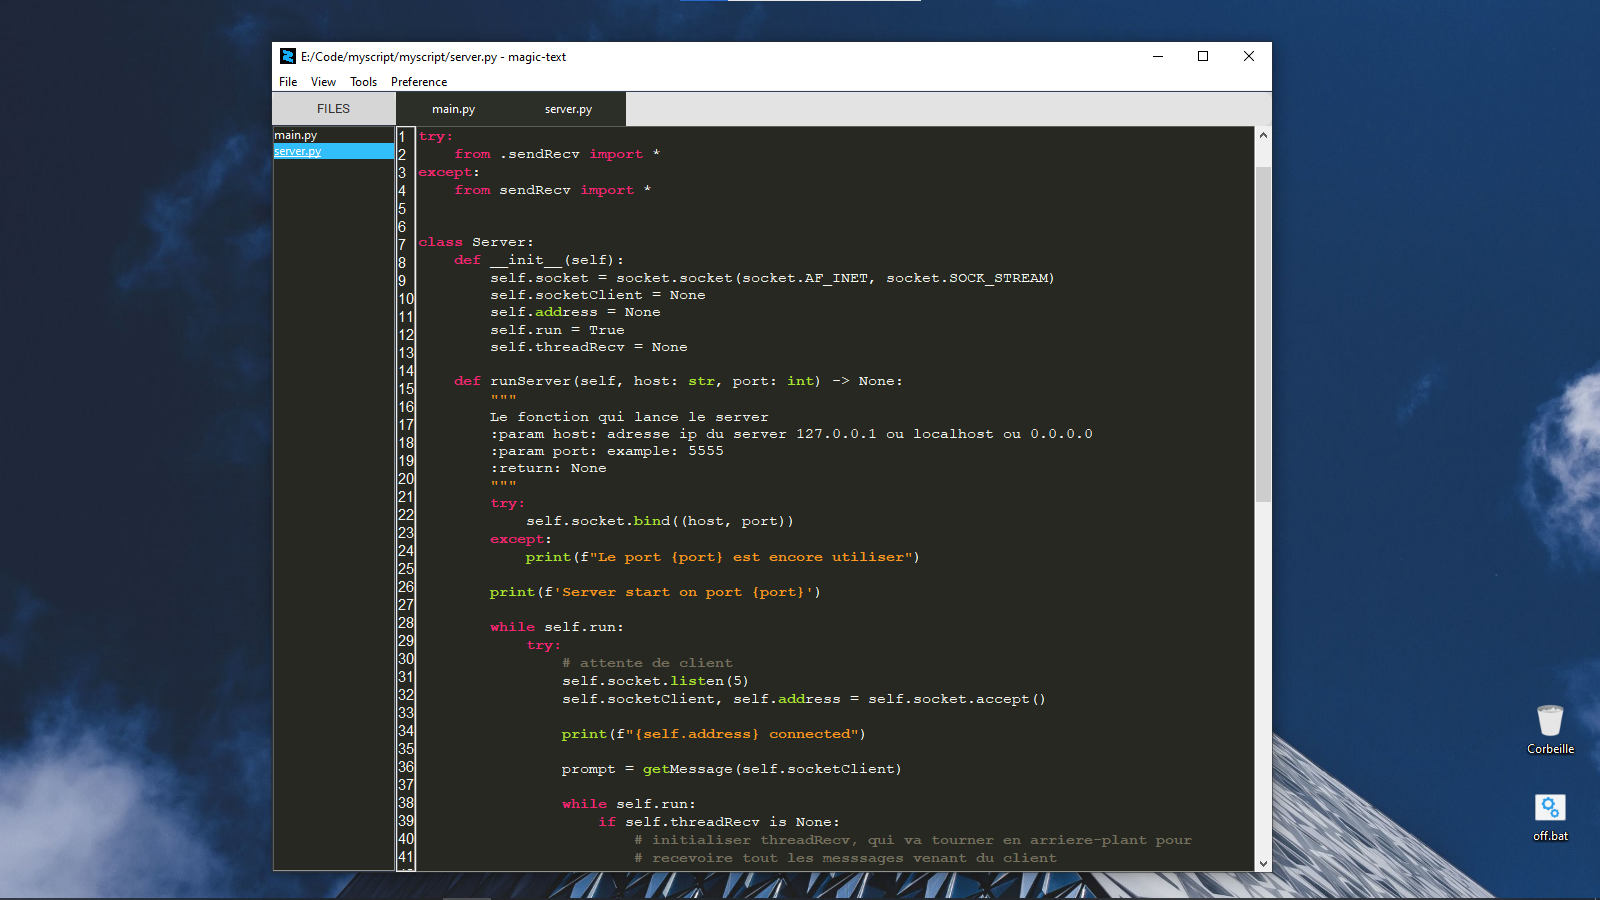 E:/Code/myscript/myscript/server.py - magic-text
File View Tools Preference
FILES main.py server.py
main.py
server.py
1 try:
2 from .sendRecv import *
3 except:
4 from sendRecv import *
5
6
7 class Server:
8 def __init__(self):
9 self.socket = socket.socket(socket.AF_INET, socket.SOCK_STREAM)
10 self.socketClient = None
11 self.address = None
12 self.run = True
13 self.threadRecv = None
14
15 def runServer(self, host: str, port: int) -> None:
16 """
17 Le fonction qui lance le server
18 :param host: adresse ip du server 127.0.0.1 ou localhost ou 0.0.0.0
19 :param port: example: 5555
20 :return: None
21 """
22 try:
23 self.socket.bind((host, port))
24 except:
25 print(f"Le port {port} est encore utiliser")
26
27 print(f'Server start on port {port}')
28
29 while self.run:
30 try:
31 # attente de client
32 self.socket.listen(5)
33 self.socketClient, self.address = self.socket.accept()
34
35 print(f"{self.address} connected")
36
37 prompt = getMessage(self.socketClient)
38
39 while self.run:
40 if self.threadRecv is None:
41 # initialiser threadRecv, qui va tourner en arriere-plant pour
# recevoire tout les messsages venant du client
Corbeille
off.bat